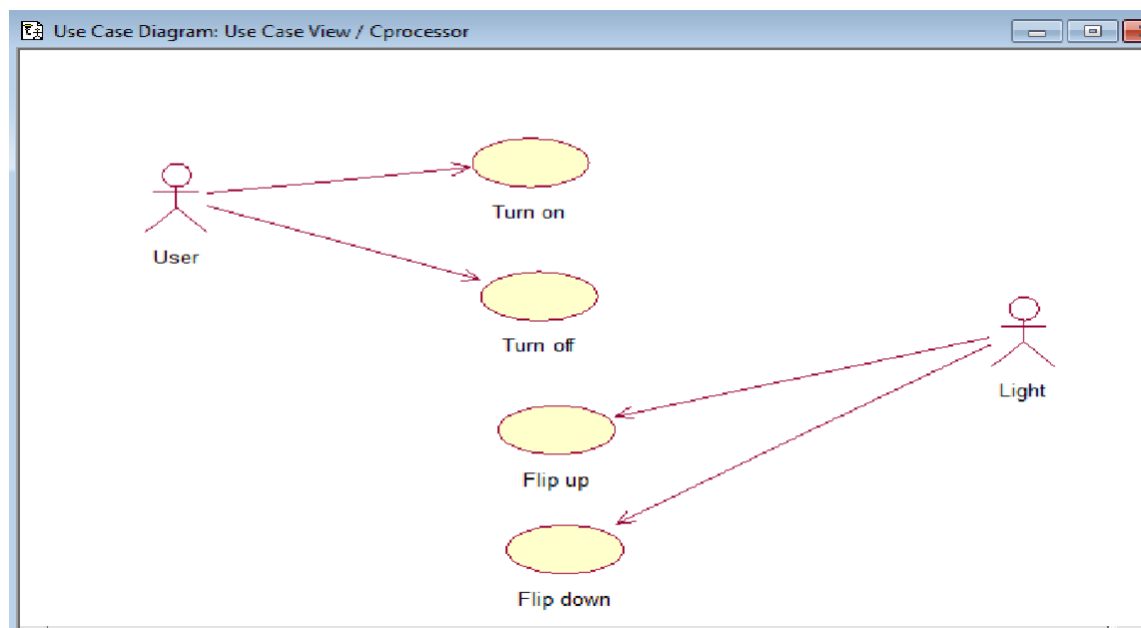 Use Case Diagram: Use Case View / Cprocessor
Turn on
User
Turn off
Light
Flip up
Flip down